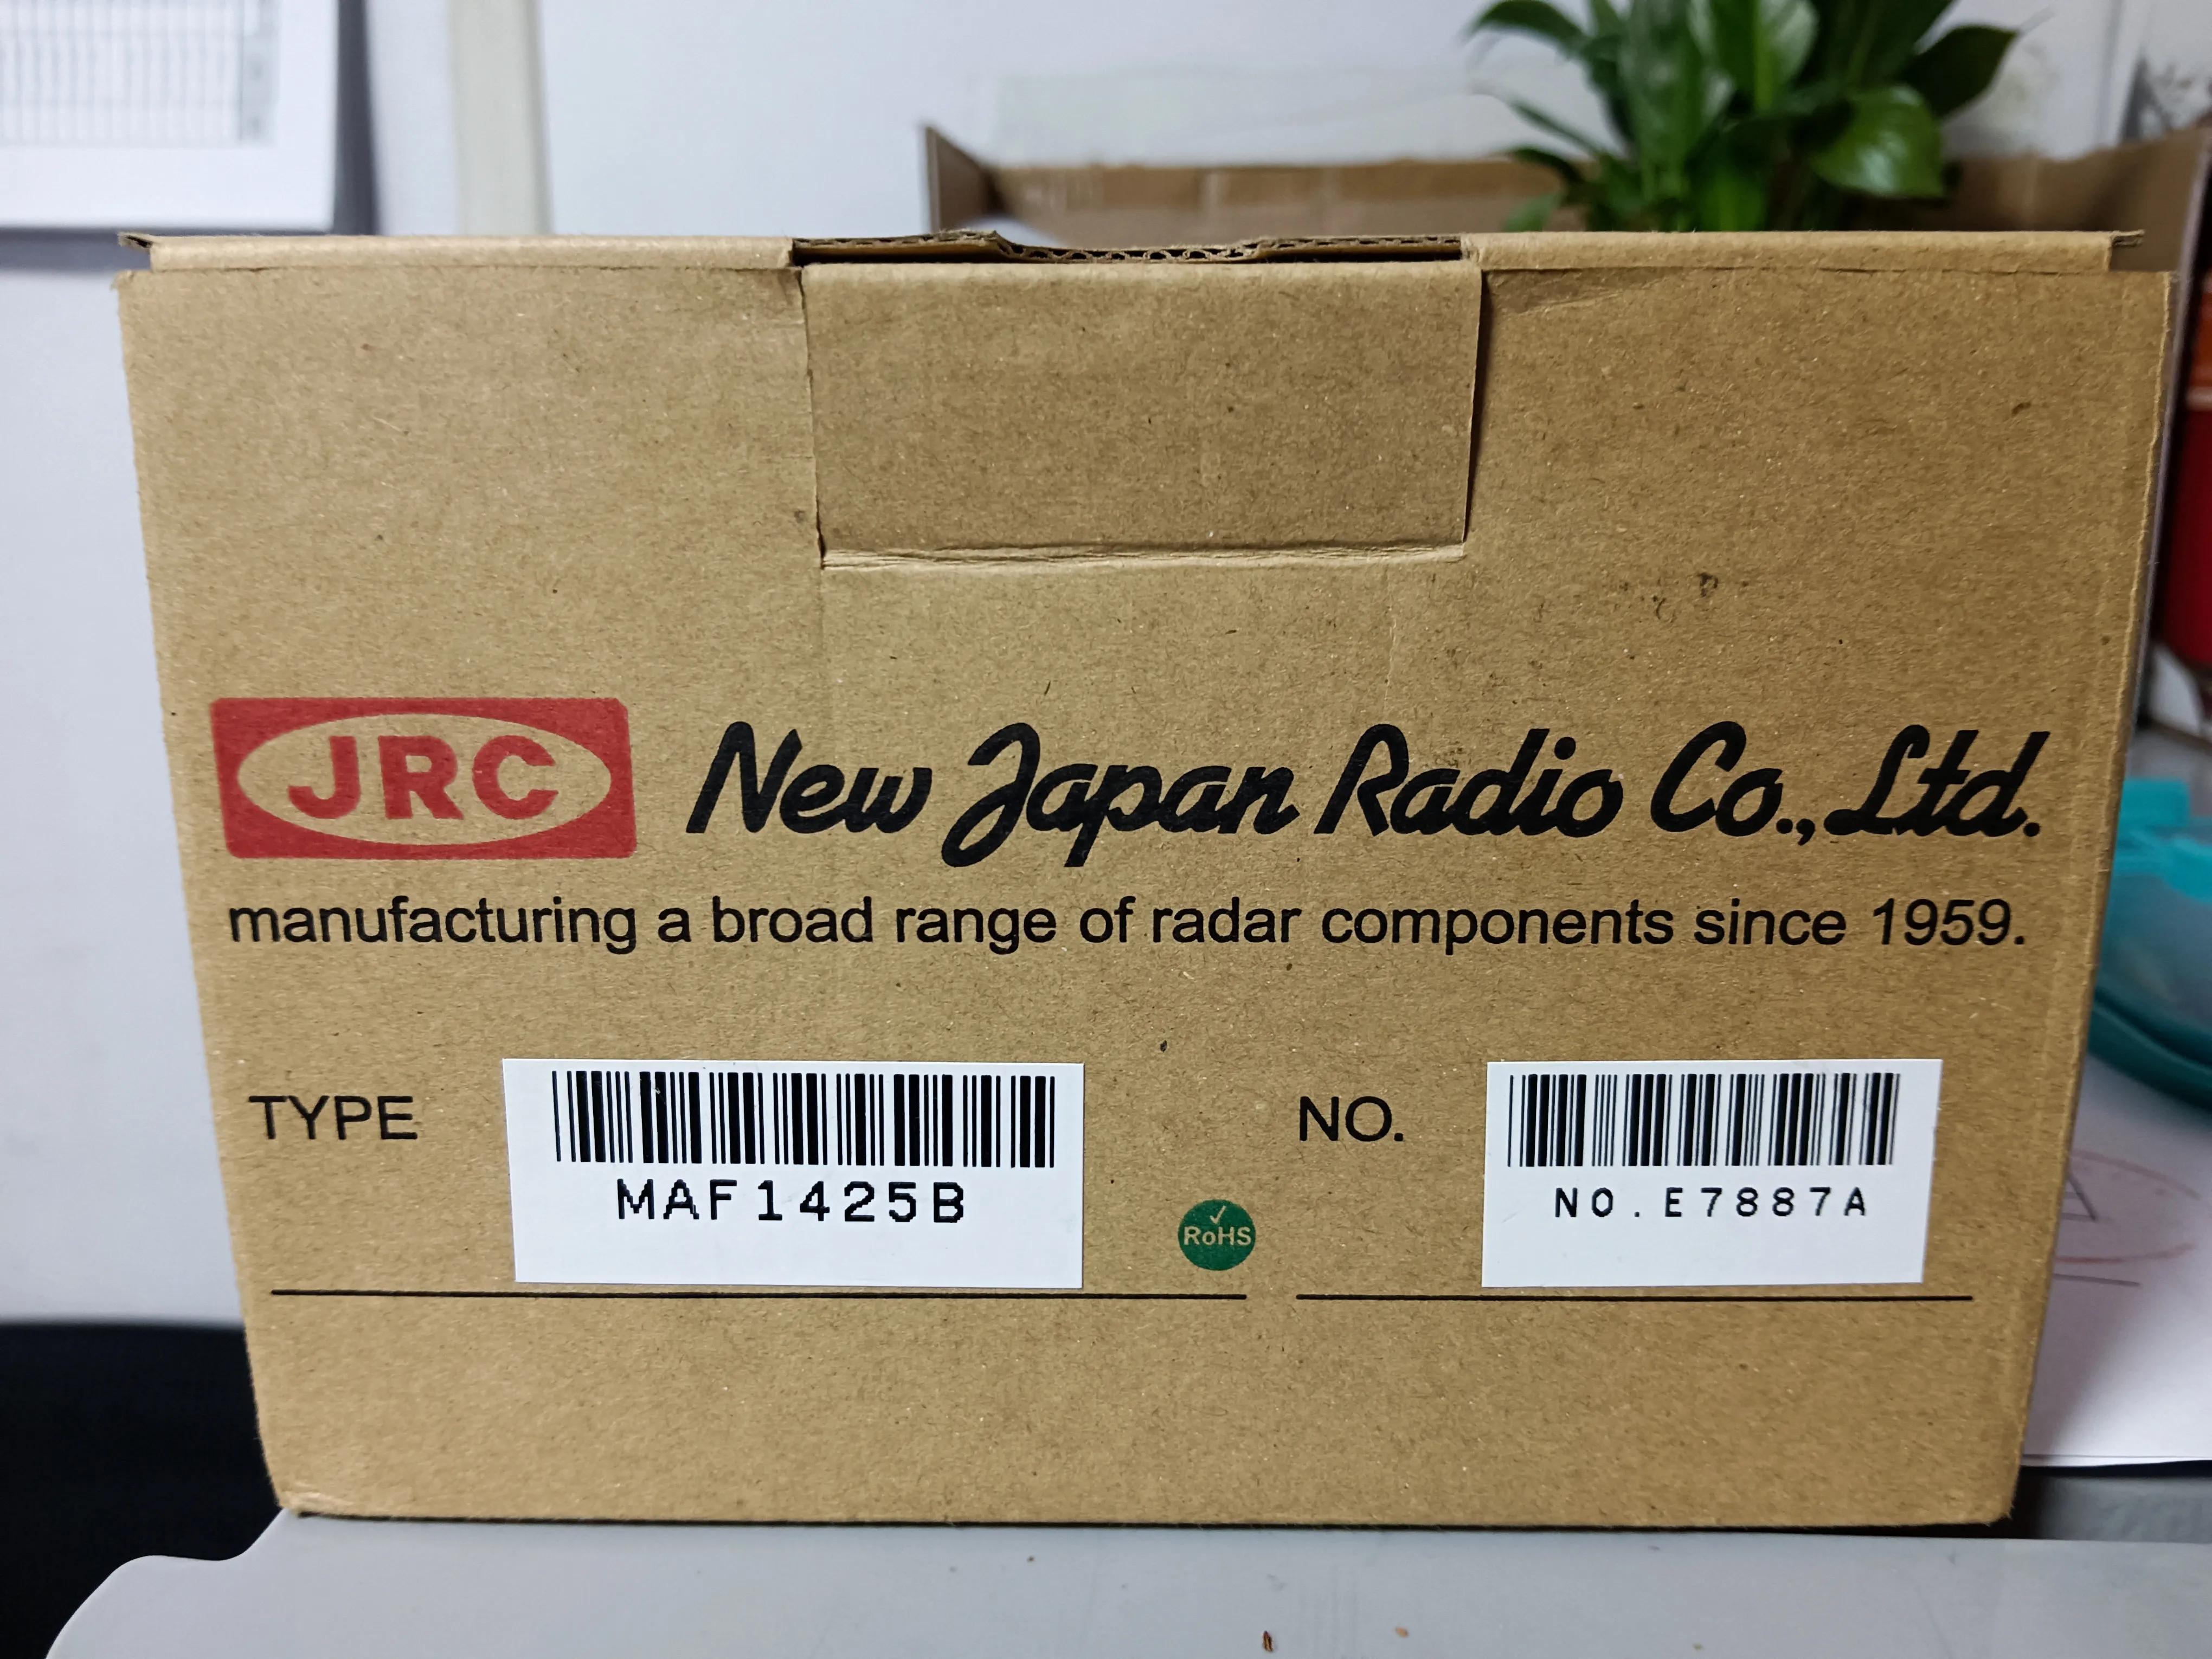 JRC New Japan Radio Co., Ltd.
manufacturing a broad range of radar components since 1959.
TYPE
MAF1425B
RoHS
NO.
NO.E7887A